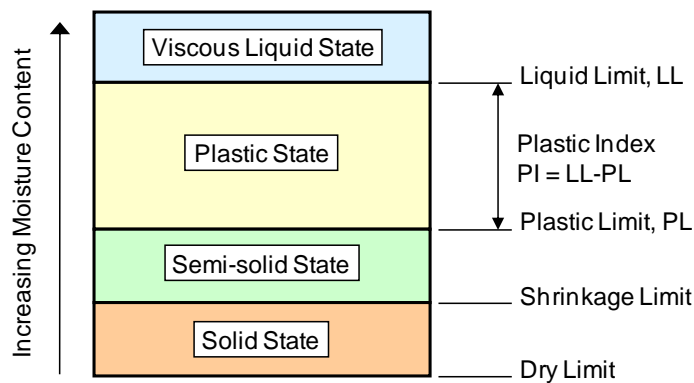 Increasing Moisture Content
Viscous Liquid State
Liquid Limit, LL
Plastic State
Plastic Index
PI = LL-PL
Plastic Limit, PL
Semi-solid State
Shrinkage Limit
Solid State
Dry Limit